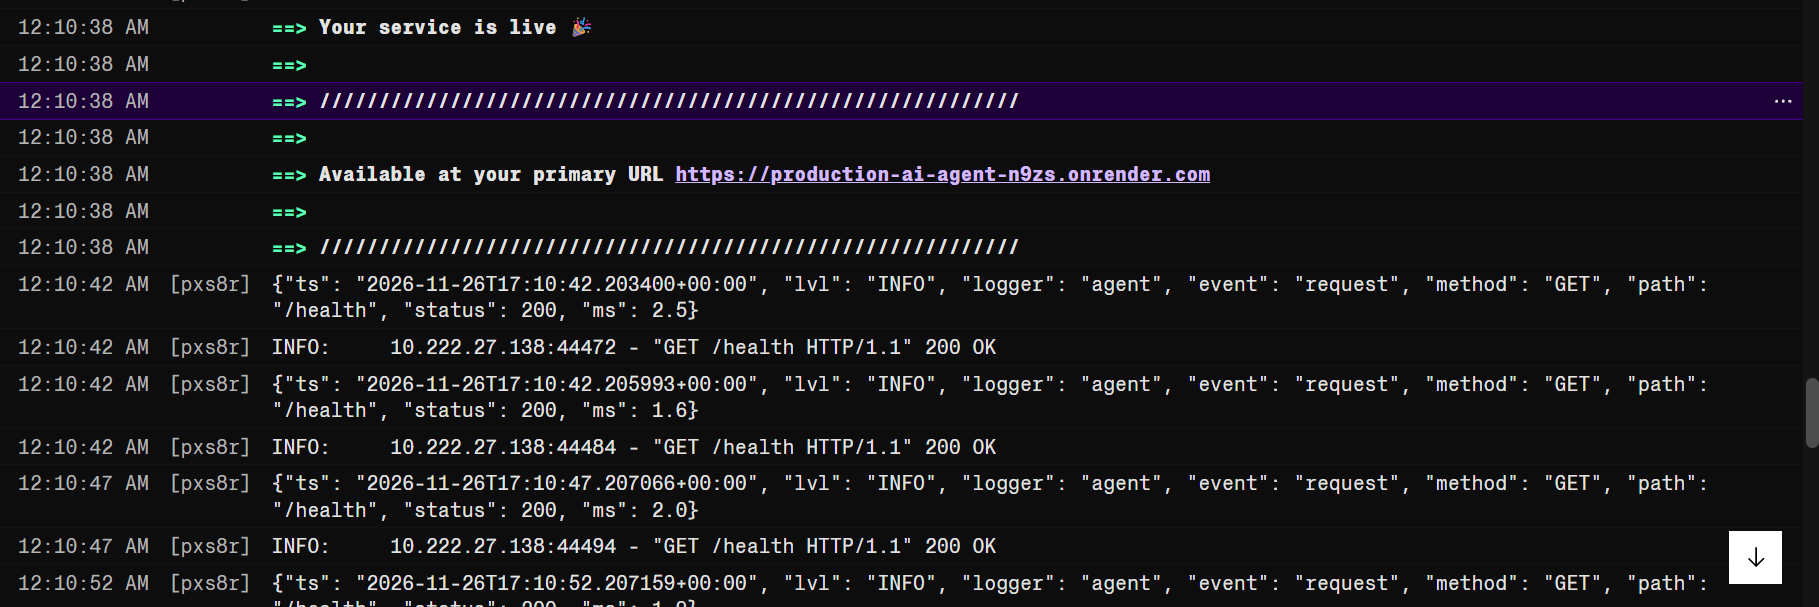 12:10:38 AM ==> Your service is live 🎉
12:10:38 AM ==>
12:10:38 AM ==> ///////////////////////////////////////////////////////////
12:10:38 AM ==>
12:10:38 AM ==> Available at your primary URL https://production-ai-agent-n9zs.onrender.com
12:10:38 AM ==>
12:10:38 AM ==> ///////////////////////////////////////////////////////////
12:10:42 AM [pxs8r] {"ts": "2026-11-26T17:10:42.203400+00:00", "lvl": "INFO", "logger": "agent", "event": "request", "method": "GET", "path":
"/health", "status": 200, "ms": 2.5}
12:10:42 AM [pxs8r] INFO:     10.222.27.138:44472 - "GET /health HTTP/1.1" 200 OK
12:10:42 AM [pxs8r] {"ts": "2026-11-26T17:10:42.205993+00:00", "lvl": "INFO", "logger": "agent", "event": "request", "method": "GET", "path":
"/health", "status": 200, "ms": 1.6}
12:10:42 AM [pxs8r] INFO:     10.222.27.138:44484 - "GET /health HTTP/1.1" 200 OK
12:10:47 AM [pxs8r] {"ts": "2026-11-26T17:10:47.207066+00:00", "lvl": "INFO", "logger": "agent", "event": "request", "method": "GET", "path":
"/health", "status": 200, "ms": 2.0}
12:10:47 AM [pxs8r] INFO:     10.222.27.138:44494 - "GET /health HTTP/1.1" 200 OK
12:10:52 AM [pxs8r] {"ts": "2026-11-26T17:10:52.207159+00:00", "lvl": "INFO", "logger": "agent", "event": "request", "method": "GET", "path":
"/health", "status": 200, "ms":